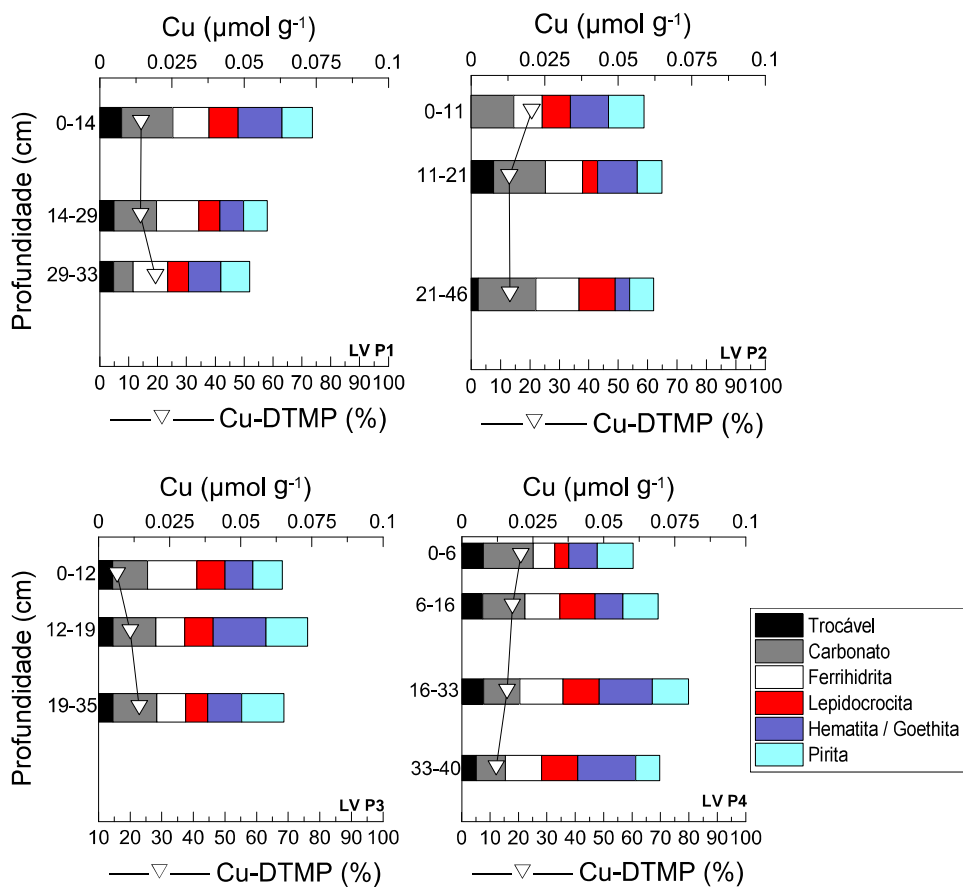 Cu (µmol g⁻¹)
0 0.025 0.05 0.075 0.1
Profundidade (cm)
0-14
14-29
29-33
LV P1
0 10 20 30 40 50 60 70 80 90 100
Cu-DTMP (%)
Cu (µmol g⁻¹)
0 0.025 0.05 0.075 0.1
0-11
11-21
21-46
LV P2
0 10 20 30 40 50 60 70 80 90 100
Cu-DTMP (%)
Cu (µmol g⁻¹)
0 0.025 0.05 0.075 0.1
Profundidade (cm)
0-12
12-19
19-35
LV P3
10 20 30 40 50 60 70 80 90 100
Cu-DTMP (%)
Cu (µmol g⁻¹)
0 0.025 0.05 0.075 0.1
0-6
6-16
16-33
33-40
LV P4
0 10 20 30 40 50 60 70 80 90 100
Cu-DTMP (%)
Trocável
Carbonato
Ferrihidrita
Lepidocrocita
Hematita / Goethita
Pirita